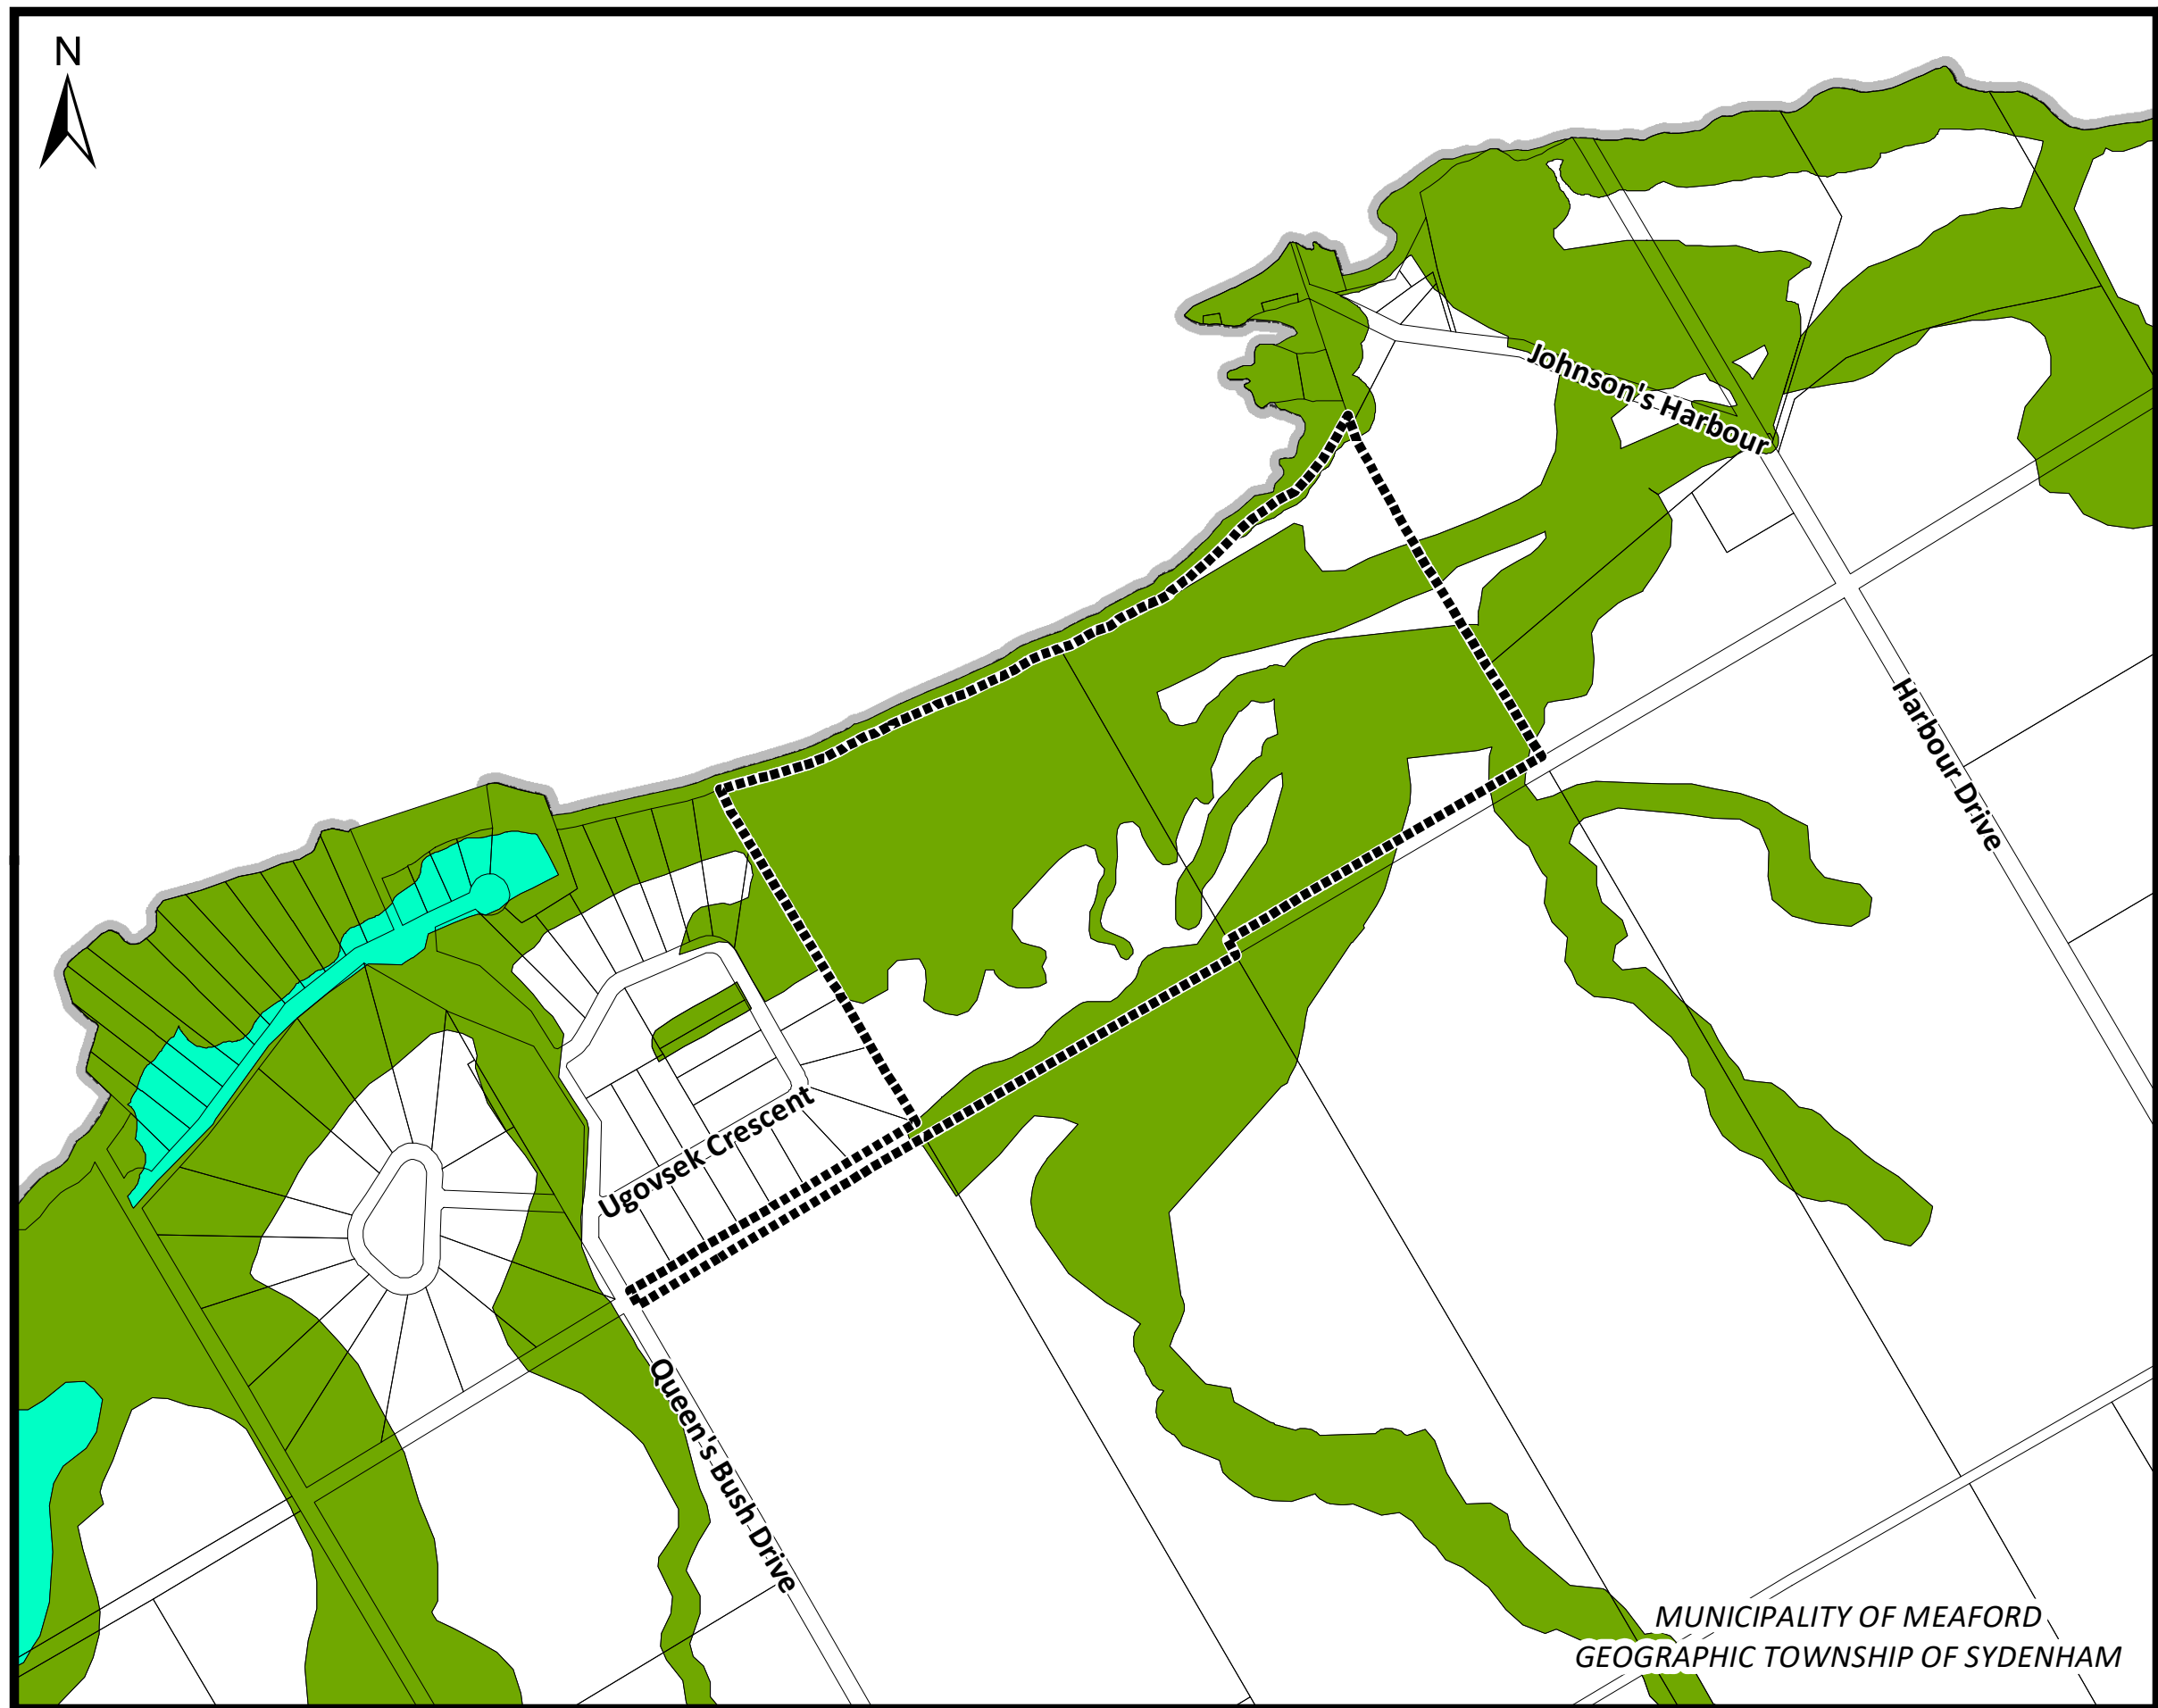 N
Johnson's Harbour
Harbour Drive
Ugovsek Crescent
Queen's Bush Drive
MUNICIPALITY OF MEAFORD
GEOGRAPHIC TOWNSHIP OF SYDENHAM